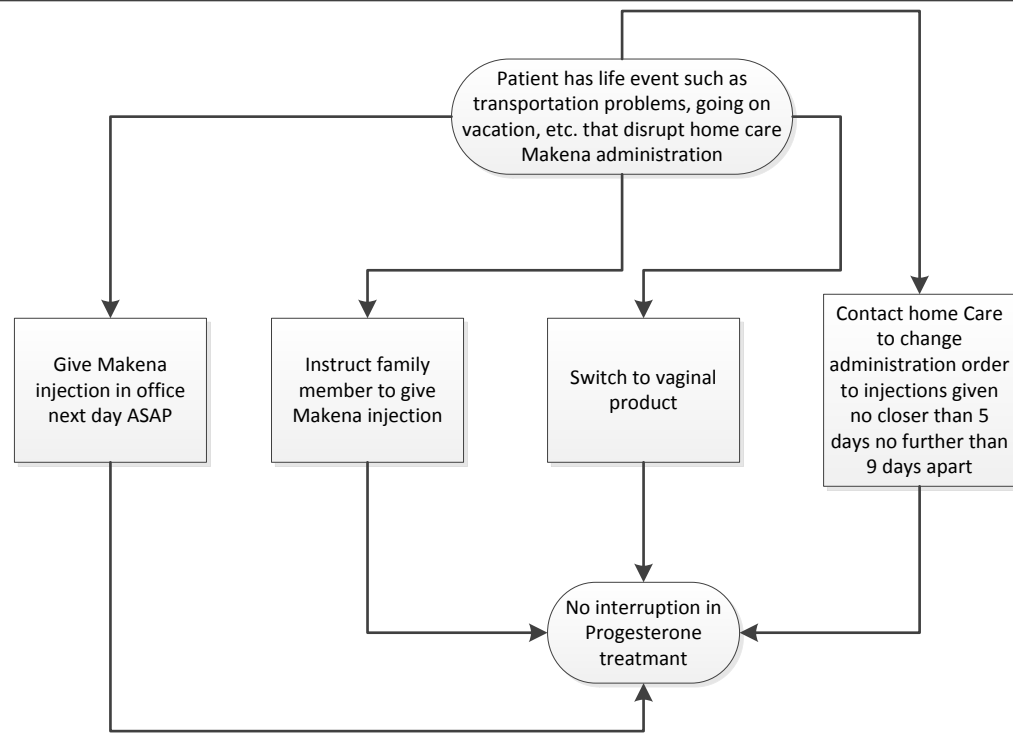 Patient has life event such as
transportation problems, going on
vacation, etc. that disrupt home care
Makena administration
Give Makena
injection in office
next day ASAP
Instruct family
member to give
Makena injection
Switch to vaginal
product
Contact home Care
to change
administration order
to injections given
no closer than 5
days no further than
9 days apart
No interruption in
Progesterone
treatmant